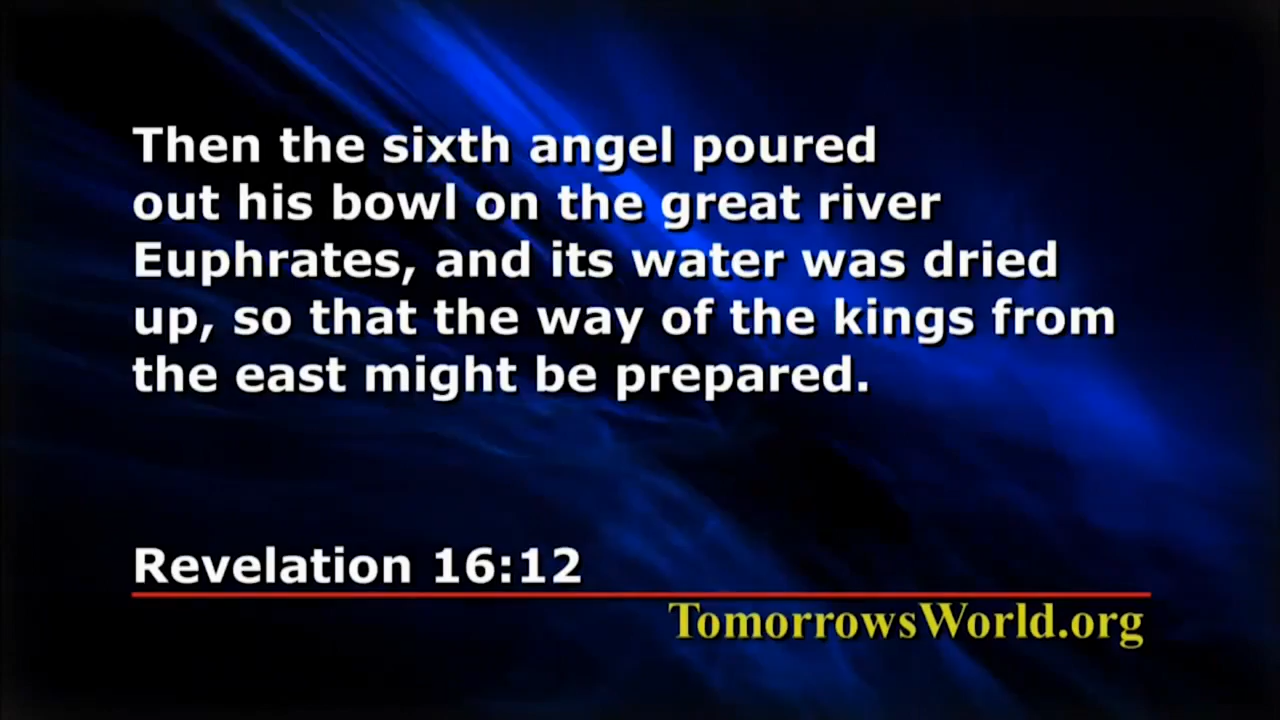 Then the sixth angel poured
out his bowl on the great river
Euphrates, and its water was dried
up, so that the way of the kings from
the east might be prepared.
Revelation 16:12
TomorrowsWorld.org